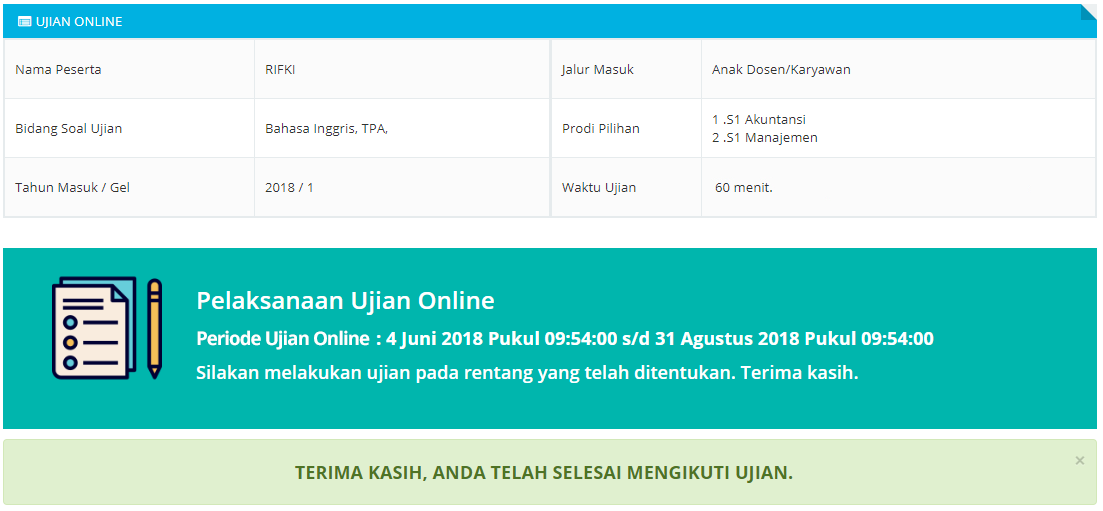 UJIAN ONLINE
Nama Peserta RIFKI Jalur Masuk Anak Dosen/Karyawan
Bidang Soal Ujian Bahasa Inggris, TPA, Prodi Pilihan 1 .S1 Akuntansi
2 .S1 Manajemen
Tahun Masuk / Gel 2018 / 1 Waktu Ujian 60 menit.
Pelaksanaan Ujian Online
Periode Ujian Online : 4 Juni 2018 Pukul 09:54:00 s/d 31 Agustus 2018 Pukul 09:54:00
Silakan melakukan ujian pada rentang yang telah ditentukan. Terima kasih.
TERIMA KASIH, ANDA TELAH SELESAI MENGIKUTI UJIAN.
×